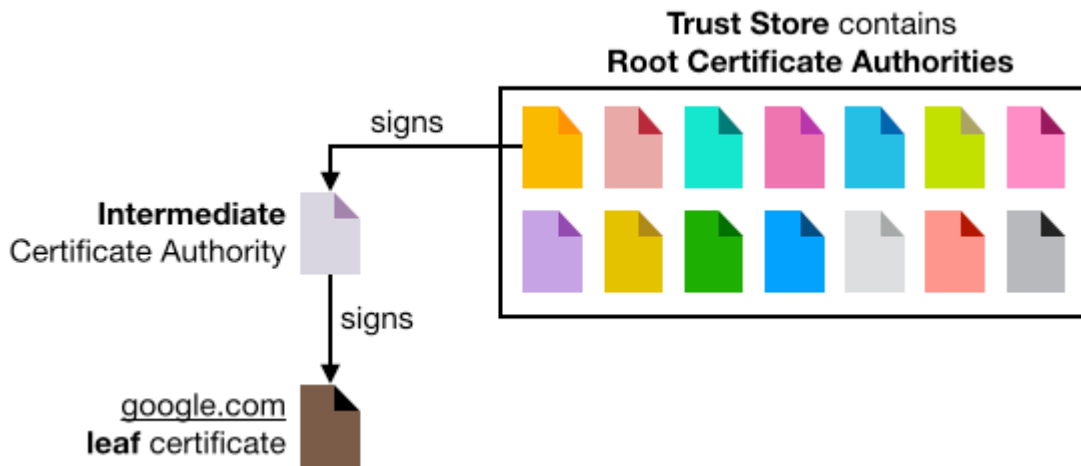 Trust Store contains
Root Certificate Authorities
signs
Intermediate
Certificate Authority
signs
google.com
leaf certificate